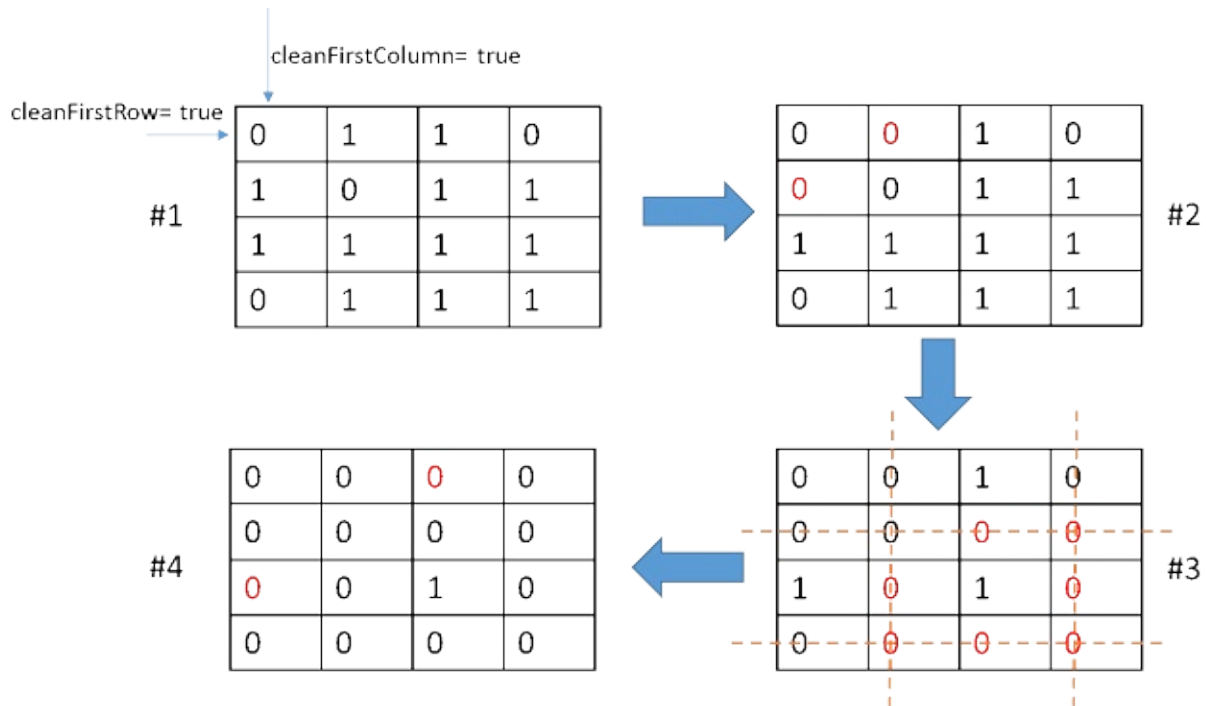 cleanFirstColumn= true
cleanFirstRow= true
0 1 1 0
1 0 1 1
#1
1 1 1 1
0 1 1 1
0 0 1 0
0 0 1 1
#2
1 1 1 1
0 1 1 1
0 0 0 0
0 0 0 0
#4
0 0 1 0
0 0 0 0
0 0 1 0
0 0 0 0
#3
1 0 1 0
0 0 0 0